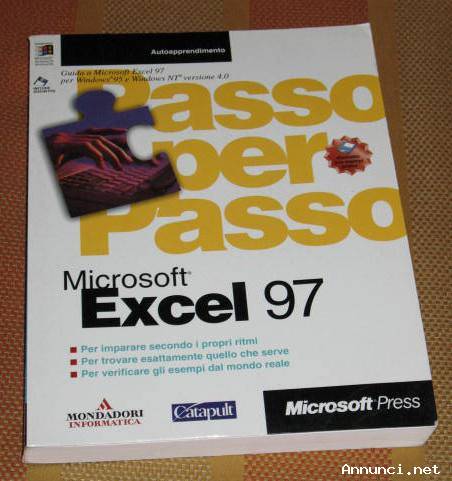 Autoapprendimento
Guida a Microsoft Excel 97
per Windows 95 e Windows NT versione 4.0
Passo
per
Passo
Microsoft®
Excel 97
Per imparare secondo i propri ritmi
Per trovare esattamente quello che serve
Per verificare gli esempi dal mondo reale
MONDADORI
INFORMATICA
Catapult
Microsoft Press
Annunci.net